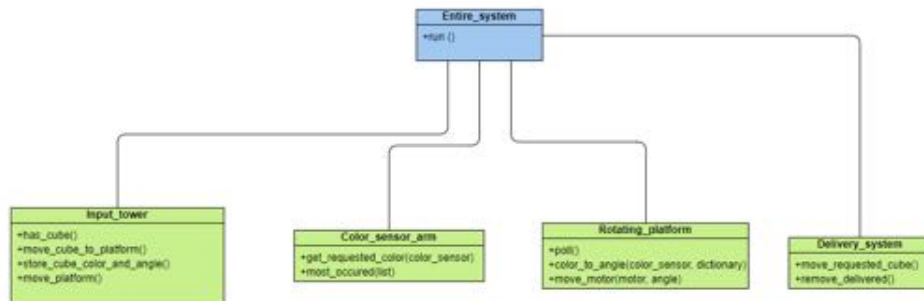 Entire_system
+run ()
Input_tower
+has_cube()
+move_cube_to_platform()
+store_cube_color_and_angle()
+move_platform()
Color_sensor_arm
+get_requested_color(color_sensor)
+most_occured(list)
Rotating_platform
+poll()
+color_to_angle(color_sensor, dictionary)
+move_motor(motor, angle)
Delivery_system
+move_requested_cube()
+remove_delivered()